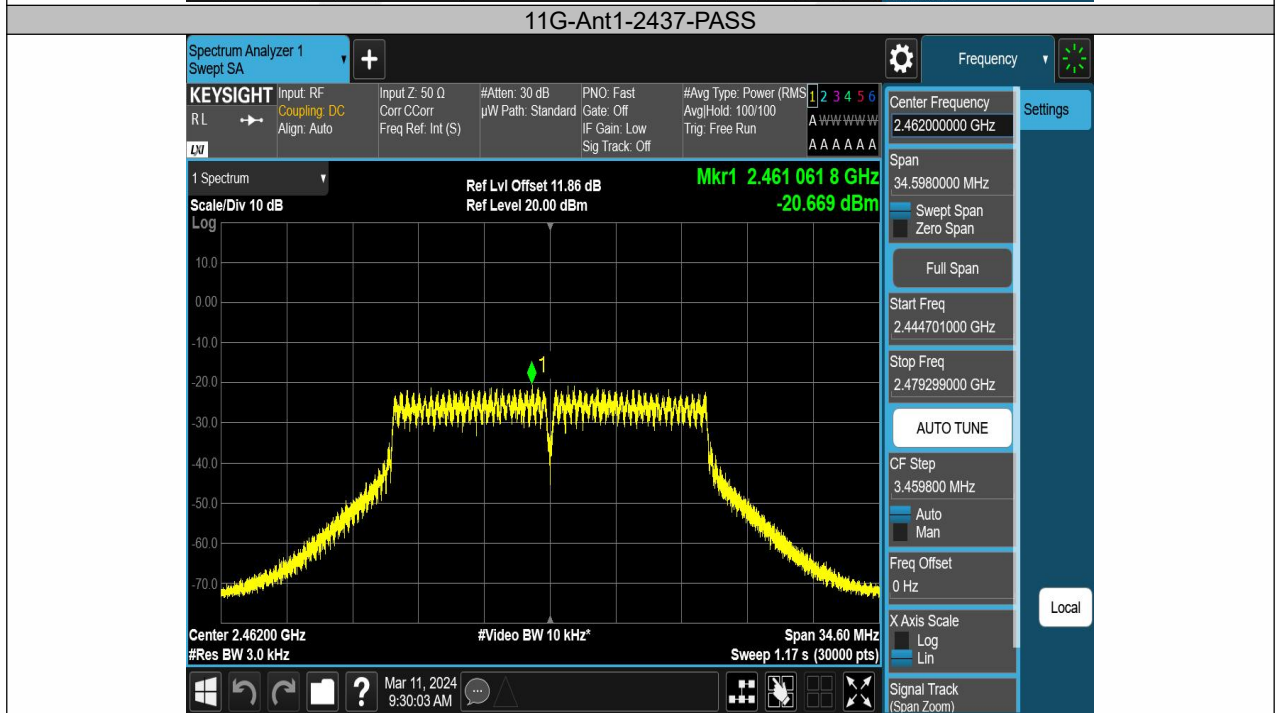 11G-Ant1-2437-PASS
Spectrum Analyzer 1
Swept SA
+
Frequency
KEYSIGHT
RL
LXI
Input: RF
Coupling: DC
Align: Auto
Input Z: 50 Ω
Corr CCorr
Freq Ref: Int (S)
#Atten: 30 dB
µW Path: Standard
PNO: Fast
Gate: Off
IF Gain: Low
Sig Track: Off
#Avg Type: Power (RMS
Avg|Hold: 100/100
Trig: Free Run
1 2 3 4 5 6
A W W W W W
A A A A A A
1 Spectrum
Scale/Div 10 dB
Log
Ref Lvl Offset 11.86 dB
Ref Level 20.00 dBm
Mkr1 2.461 061 8 GHz
-20.669 dBm
10.0
0.00
-10.0
-20.0
-30.0
-40.0
-50.0
-60.0
-70.0
1
Center 2.46200 GHz
#Res BW 3.0 kHz
#Video BW 10 kHz*
Span 34.60 MHz
Sweep 1.17 s (30000 pts)
Center Frequency
2.462000000 GHz
Settings
Span
34.5980000 MHz
Swept Span
Zero Span
Full Span
Start Freq
2.444701000 GHz
Stop Freq
2.479299000 GHz
AUTO TUNE
CF Step
3.459800 MHz
Auto
Man
Freq Offset
0 Hz
Local
X Axis Scale
Log
Lin
Signal Track
(Span Zoom)
?
Mar 11, 2024
9:30:03 AM